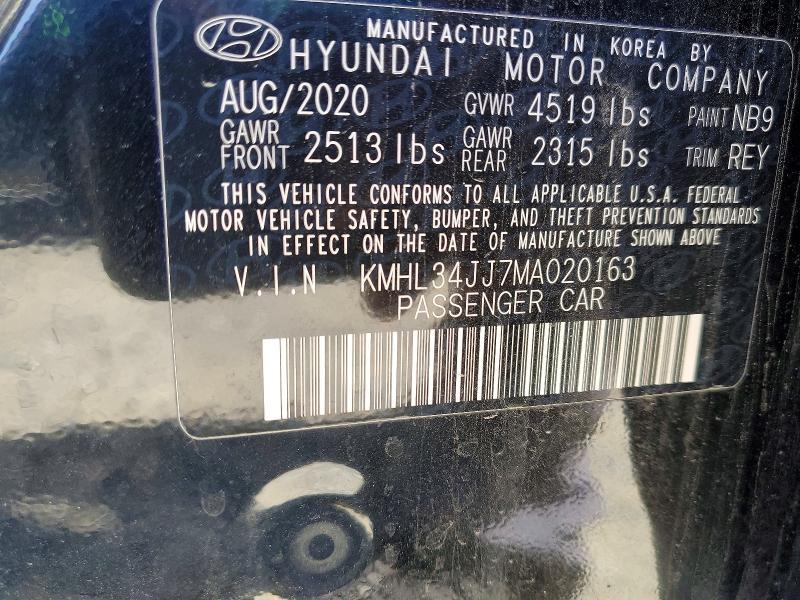 MANUFACTURED IN KOREA BY
HYUNDAI MOTOR COMPANY
AUG/2020 GVWR 4519 lbs PAINT NB9
GAWR FRONT 2513 lbs GAWR REAR 2315 lbs TRIM REY
THIS VEHICLE CONFORMS TO ALL APPLICABLE U.S.A. FEDERAL
MOTOR VEHICLE SAFETY, BUMPER, AND THEFT PREVENTION STANDARDS
IN EFFECT ON THE DATE OF MANUFACTURE SHOWN ABOVE
V.I.N KMHL34JJ7MA020163
PASSENGER CAR